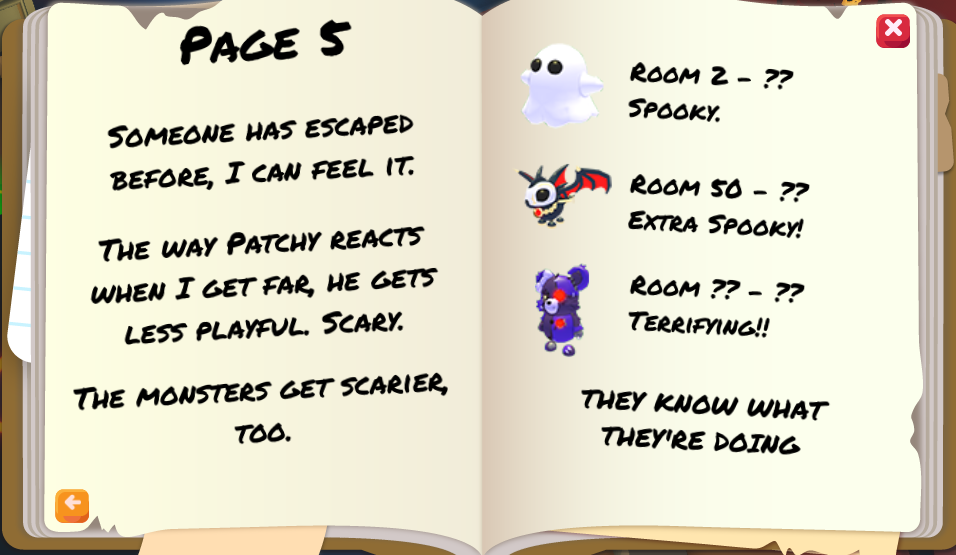 PAGE 5
SOMEONE HAS ESCAPED
BEFORE, I CAN FEEL IT.
THE WAY PATCHY REACTS
WHEN I GET FAR, HE GETS
LESS PLAYFUL. SCARY.
THE MONSTERS GET SCARIER,
TOO.
ROOM 2 - ??
SPOOKY.
ROOM 50 - ??
EXTRA SPOOKY!
ROOM ?? - ??
TERRIFYING!!
THEY KNOW WHAT
THEY'RE DOING